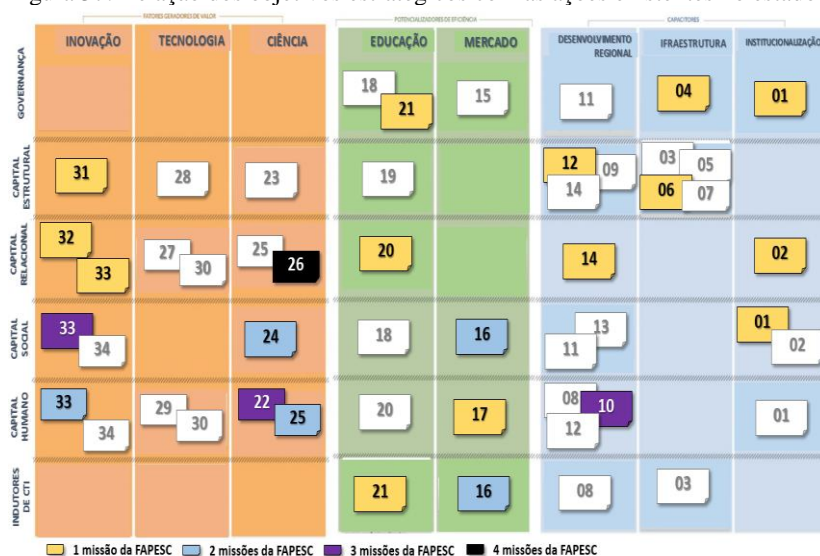 FATORES GERADORES DE VALOR
POTENCIALIZADORES DE EFICIÊNCIA
CAPACITORES
INOVAÇÃO
TECNOLOGIA
CIÊNCIA
EDUCAÇÃO
MERCADO
DESENVOLVIMENTO
REGIONAL
IFRAESTRUTURA
INSTITUCIONALIZAÇÃO
GOVERNANÇA
18
21
15
11
04
01
CAPITAL
ESTRUTURAL
31
28
23
19
12
09
14
03
05
06
07
CAPITAL
RELACIONAL
32
33
27
30
25
26
20
14
02
CAPITAL
SOCIAL
33
34
24
18
16
13
11
01
02
CAPITAL
HUMANO
33
34
29
30
22
25
20
17
08
10
12
01
INDUTORES
DE CTI
21
16
08
03
1 missão da FAPESC
2 missões da FAPESC
3 missões da FAPESC
4 missões da FAPESC